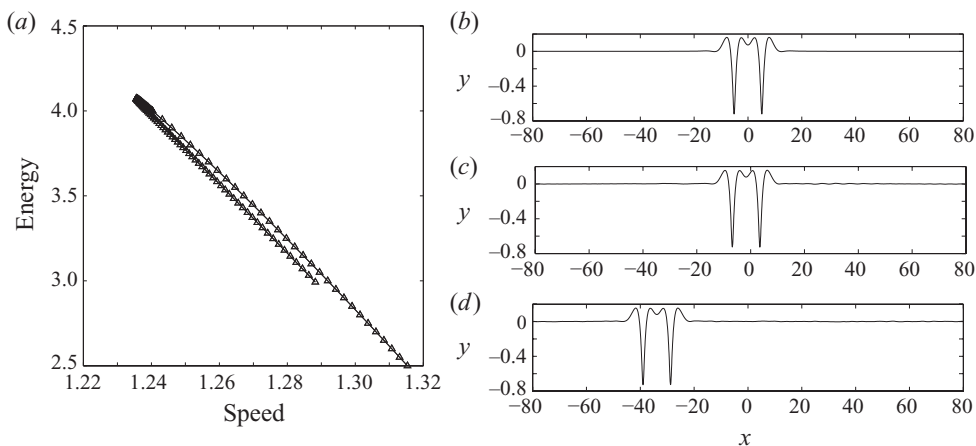 (a)
4.5
4.0
3.5
3.0
2.5
Energy
1.22 1.24 1.26 1.28 1.30 1.32
Speed
(b)
0
y
–0.4
–0.8
–80 –60 –40 –20 0 20 40 60 80
(c)
0
y
–0.4
–0.8
–80 –60 –40 –20 0 20 40 60 80
(d)
0
y
–0.4
–0.8
–80 –60 –40 –20 0 20 40 60 80
x